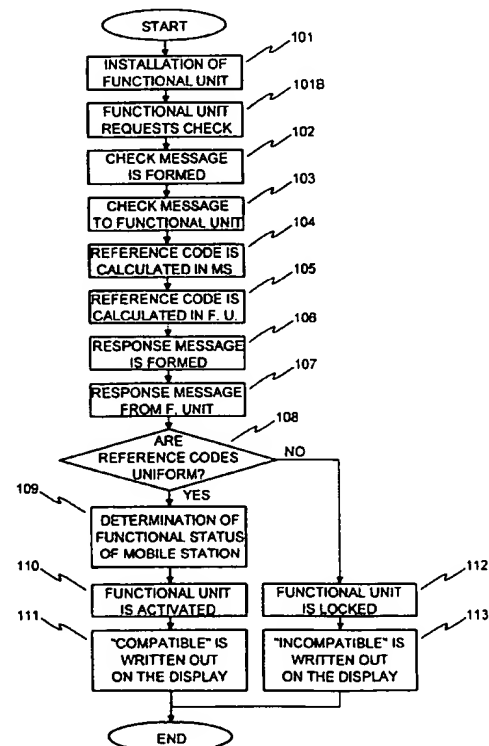 START
101
INSTALLATION OF
FUNCTIONAL UNIT
101B
FUNCTIONAL UNIT
REQUESTS CHECK
102
CHECK MESSAGE
IS FORMED
103
CHECK MESSAGE
TO FUNCTIONAL UNIT
104
REFERENCE CODE IS
CALCULATED IN MS
105
REFERENCE CODE IS
CALCULATED IN F. U.
106
RESPONSE MESSAGE
IS FORMED
107
RESPONSE MESSAGE
FROM F. UNIT
108
ARE
REFERENCE CODES
UNIFORM?
NO
YES
109
DETERMINATION OF
FUNCTIONAL STATUS
OF MOBILE STATION
110
FUNCTIONAL UNIT
IS ACTIVATED
111
"COMPATIBLE" IS
WRITTEN OUT
ON THE DISPLAY
112
FUNCTIONAL UNIT
IS LOCKED
113
"INCOMPATIBLE" IS
WRITTEN OUT
ON THE DISPLAY
END